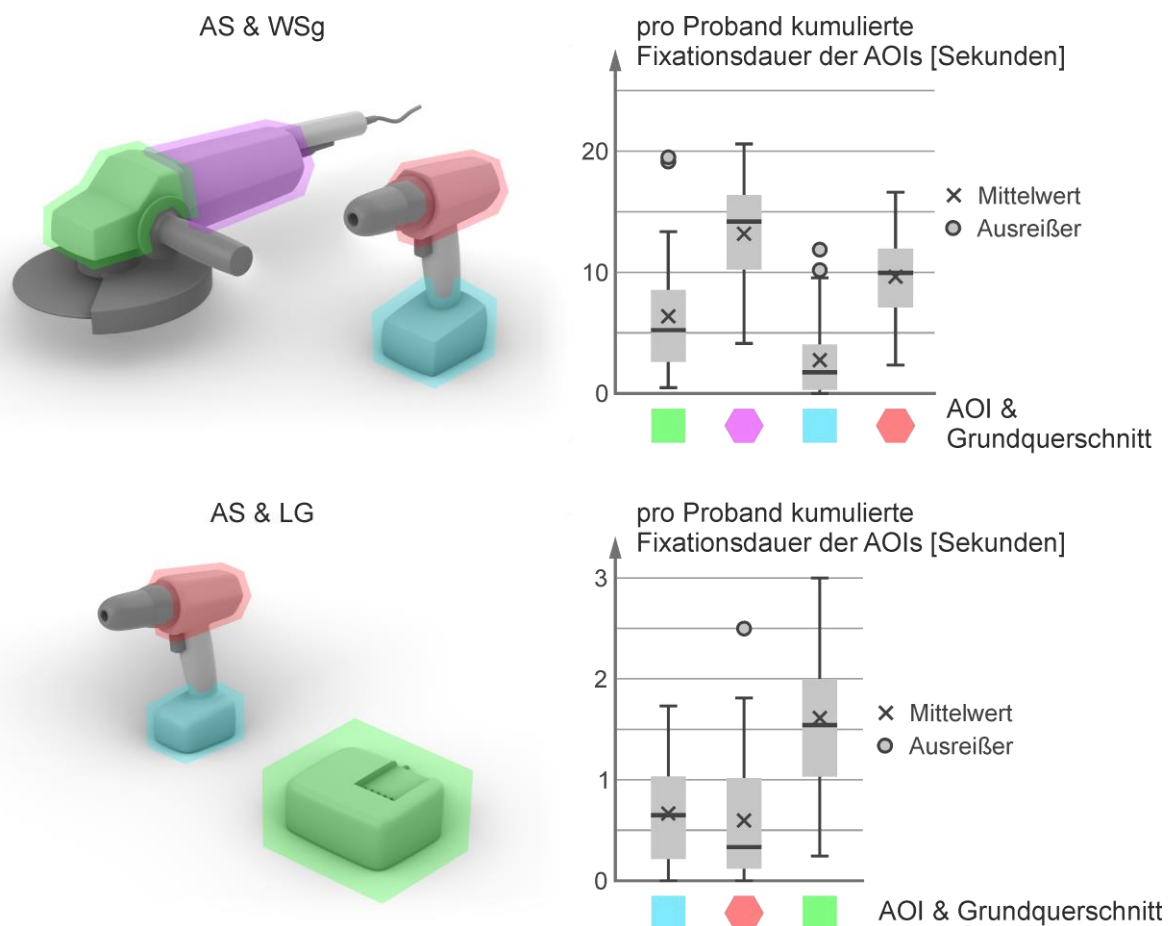 AS & WSg
pro Proband kumulierte
Fixationsdauer der AOIs [Sekunden]
20
10
0
Mittelwert
Ausreißer
AOI &
Grundquerschnitt
AS & LG
pro Proband kumulierte
Fixationsdauer der AOIs [Sekunden]
3
2
1
0
Mittelwert
Ausreißer
AOI & Grundquerschnitt